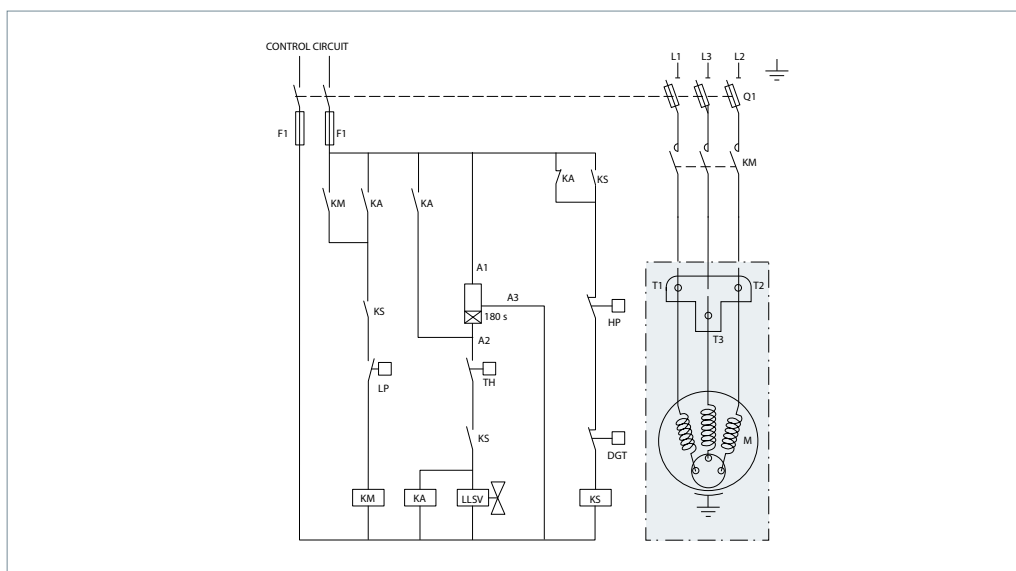 CONTROL CIRCUIT
L1 L3 L2
Q1
F1 F1
KM
KA KS
KM KA KA
A1
T1 T2
A3
KS
180 s
HP
A2
T3
LP TH
KS
M
DGT
KM KA LLSV KS